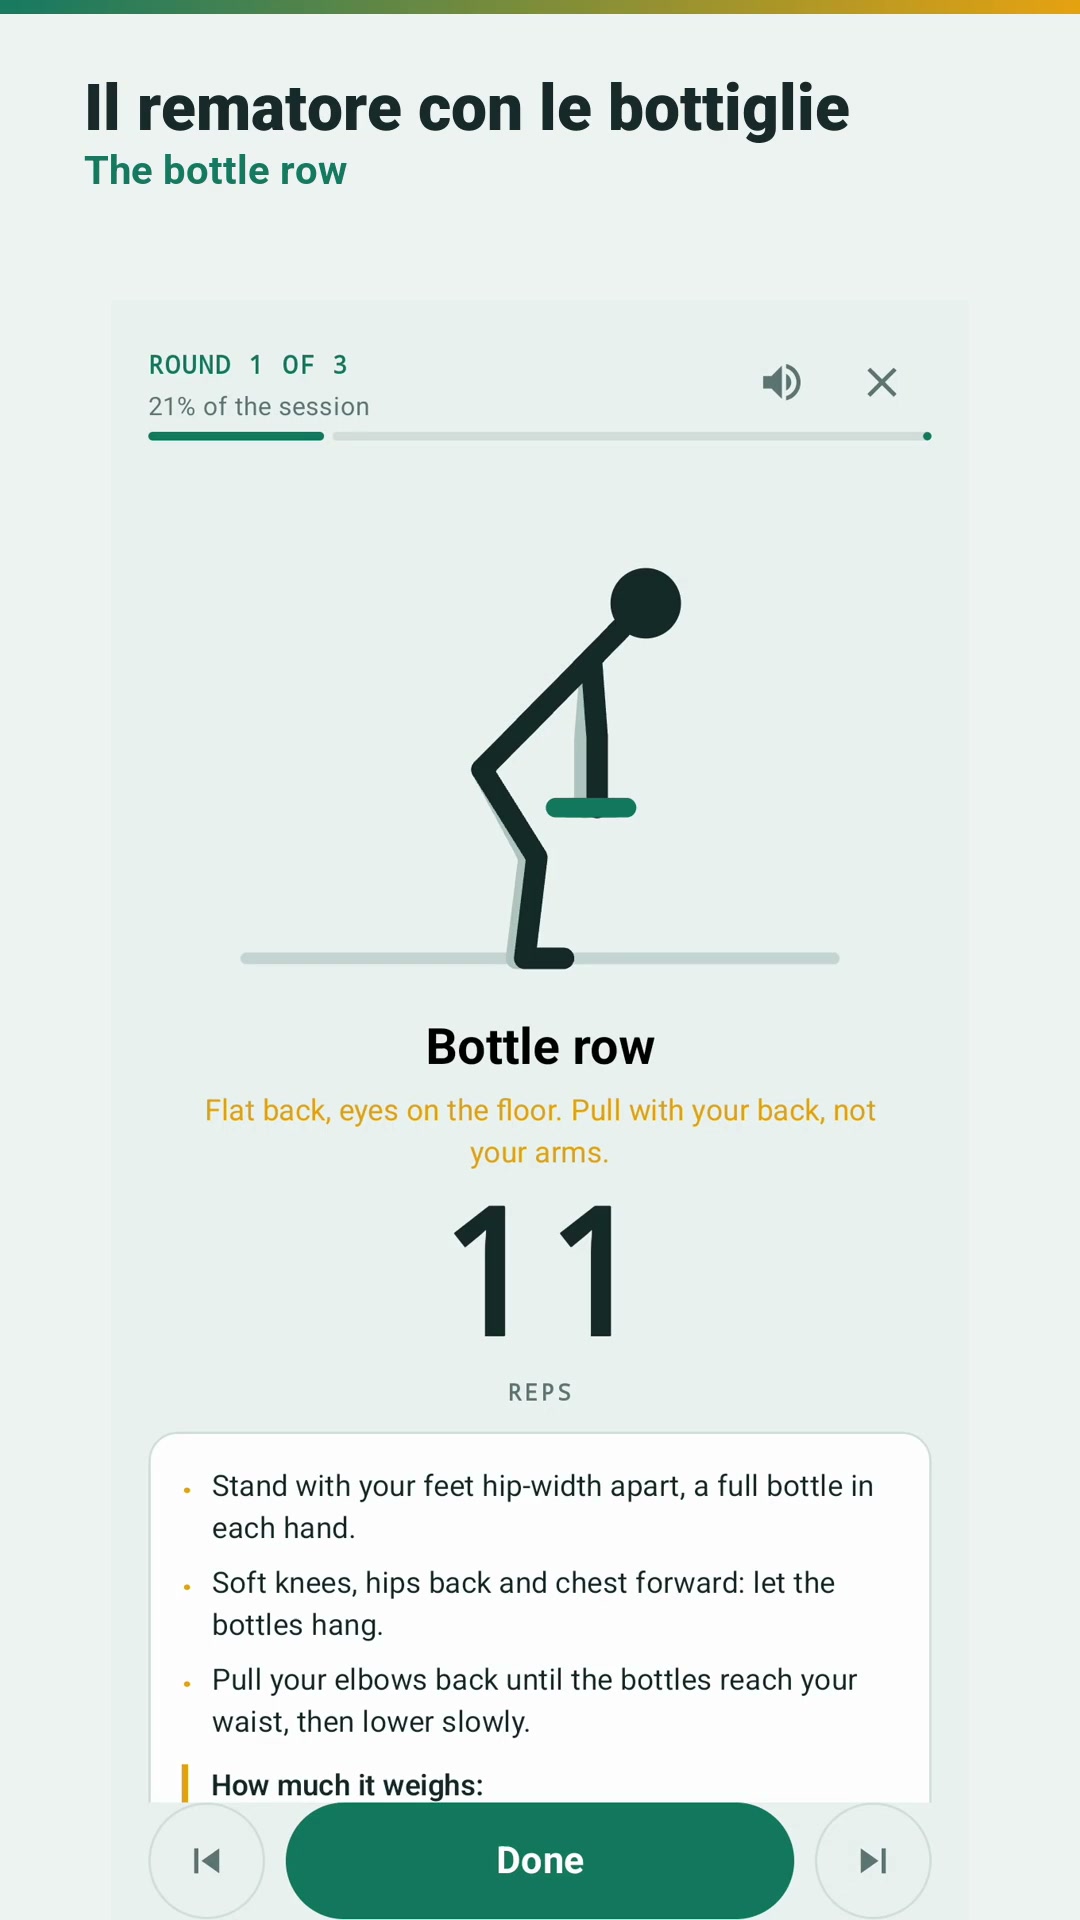 Il rematore con le bottiglie
The bottle row
ROUND 1 OF 3
21% of the session
Bottle row
Flat back, eyes on the floor. Pull with your back, not
your arms.
11
REPS
• Stand with your feet hip-width apart, a full bottle in
each hand.
• Soft knees, hips back and chest forward: let the
bottles hang.
• Pull your elbows back until the bottles reach your
waist, then lower slowly.
How much it weighs:
Done